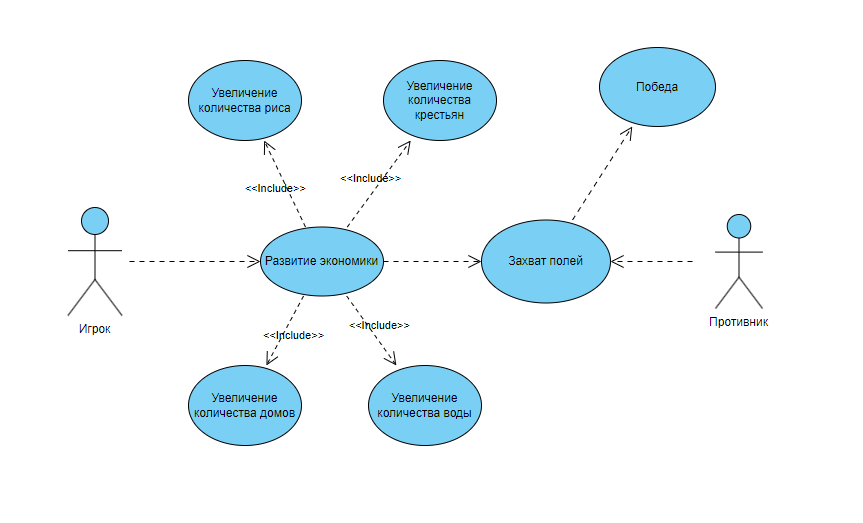 Увеличение
количества риса
Увеличение
количества
крестьян
Победа
<<Include>>
<<Include>>
Игрок
Развитие экономики
Захват полей
Противник
<<Include>>
<<Include>>
Увеличение
количества домов
Увеличение
количества воды